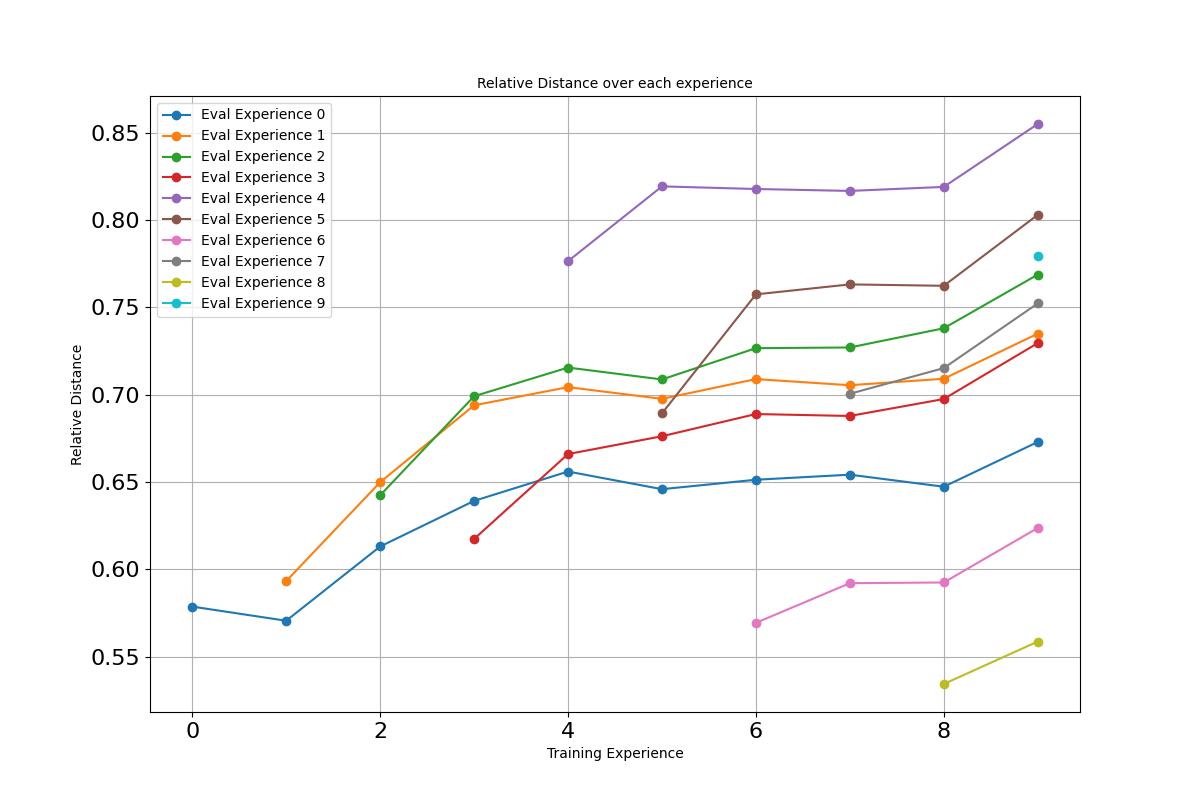 Relative Distance over each experience
Eval Experience 0
Eval Experience 1
Eval Experience 2
Eval Experience 3
Eval Experience 4
Eval Experience 5
Eval Experience 6
Eval Experience 7
Eval Experience 8
Eval Experience 9
0.85
0.80
0.75
0.70
0.65
0.60
0.55
Relative Distance
0 2 4 6 8
Training Experience